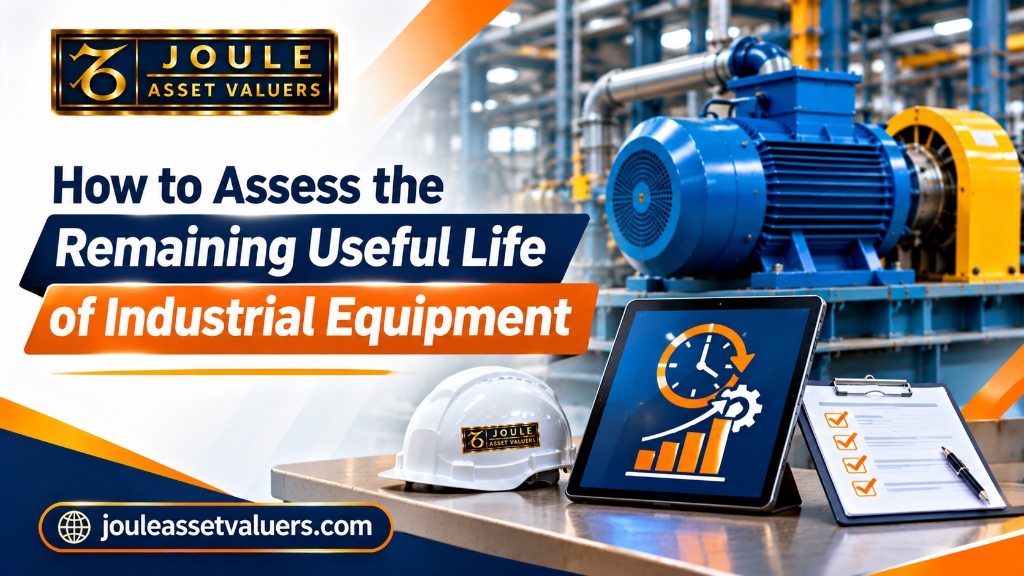 JOULE
ASSET VALUERS
How to Assess the
Remaining Useful Life
of Industrial Equipment
JOULE
ASSET VALUERS
jouleassetvaluers.com